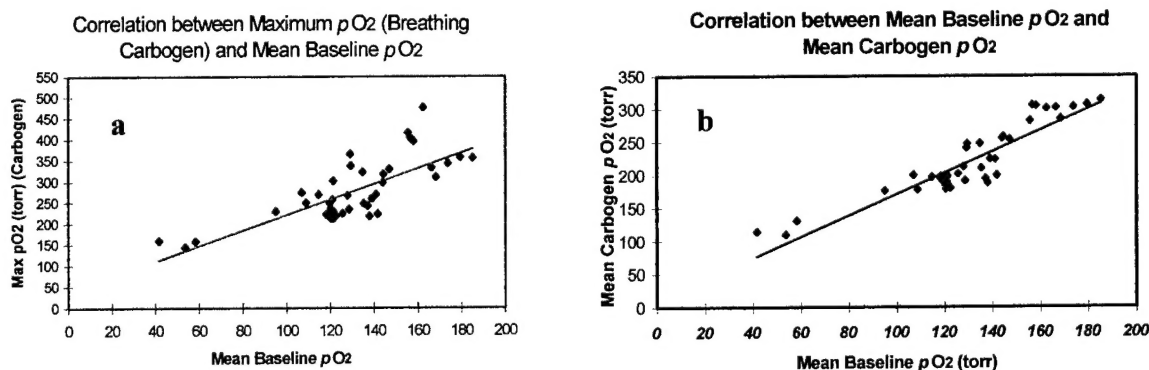 Correlation between Maximum pO2 (Breathing
Carbogen) and Mean Baseline pO2
a
Max pO2 (torr) (Carbogen)
550
500
450
400
350
300
250
200
150
100
50
0
0 20 40 60 80 100 120 140 160 180 200
Mean Baseline pO2
Correlation between Mean Baseline pO2 and
Mean Carbogen pO2
b
Mean Carbogen pO2 (torr)
350
300
250
200
150
100
50
0
0 20 40 60 80 100 120 140 160 180 200
Mean Baseline pO2 (torr)